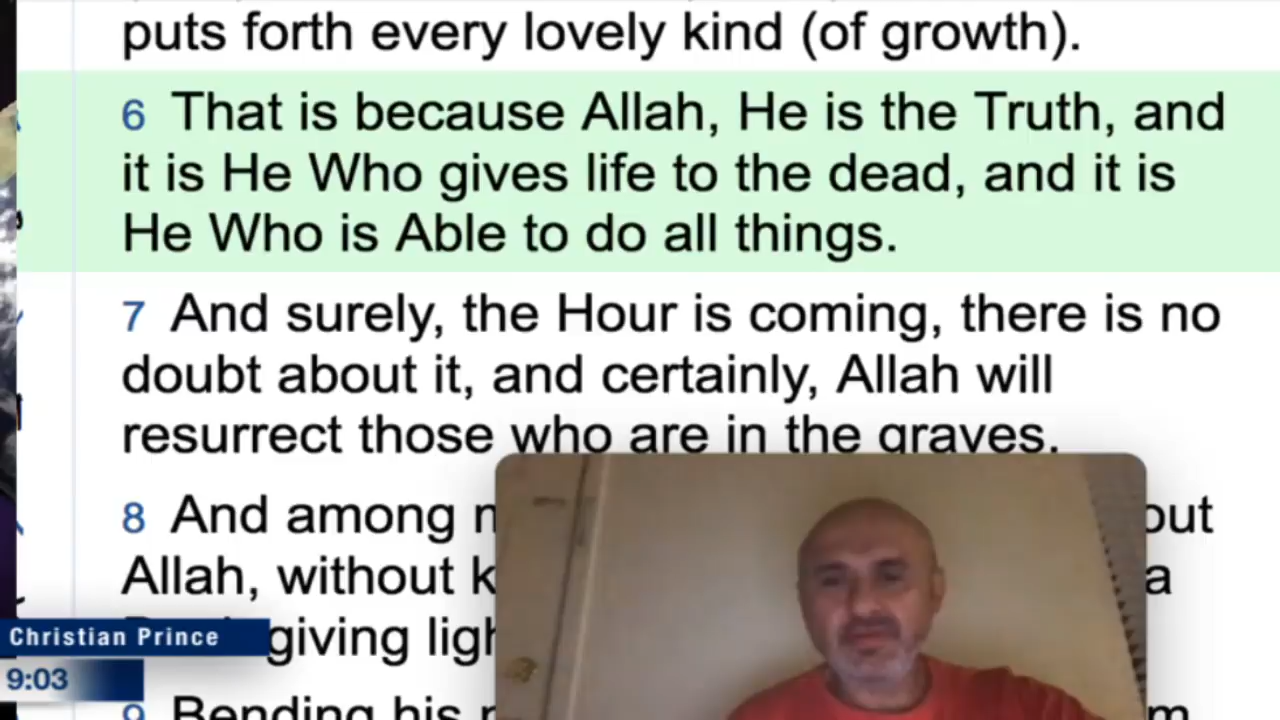 puts forth every lovely kind (of growth).
6 That is because Allah, He is the Truth, and
it is He Who gives life to the dead, and it is
He Who is Able to do all things.
7 And surely, the Hour is coming, there is no
doubt about it, and certainly, Allah will
resurrect those who are in the graves.
8 And among
Allah, without
giving
9 Bending his
Christian Prince
9:03